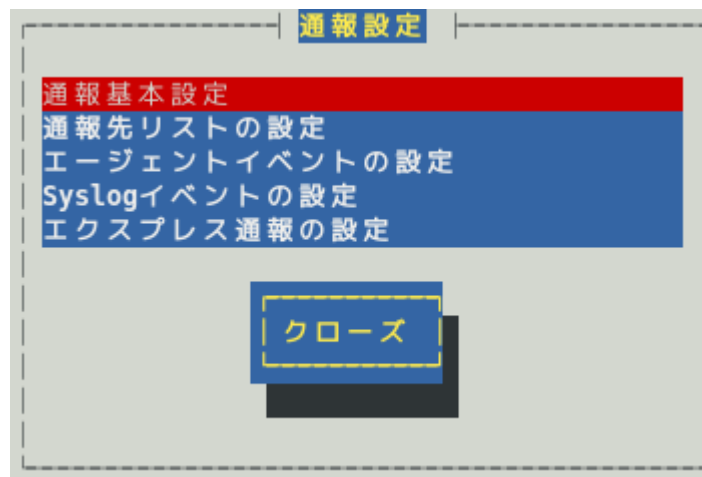 通報設定
通報基本設定
通報先リストの設定
エージェントイベントの設定
Syslogイベントの設定
エクスプレス通報の設定
クローズ